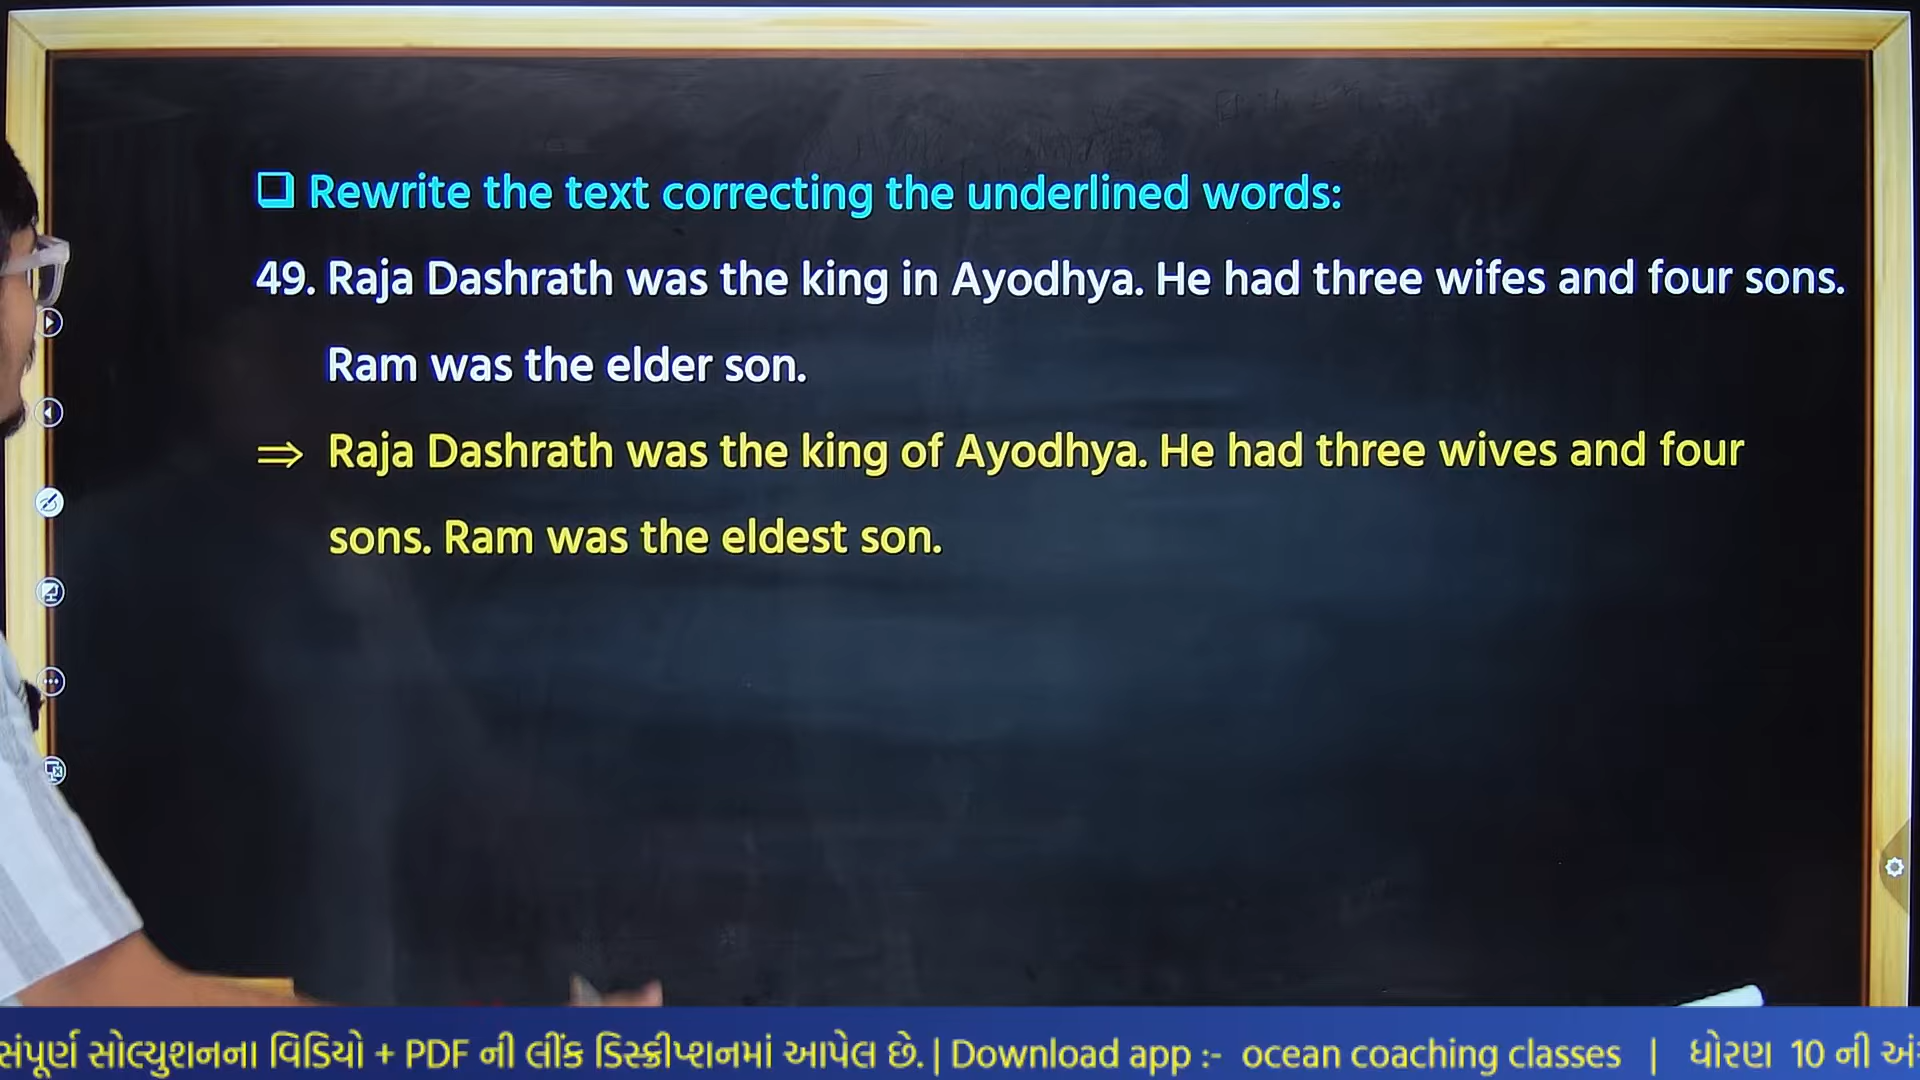 ❑ Rewrite the text correcting the underlined words:
49. Raja Dashrath was the king in Ayodhya. He had three wifes and four sons.
Ram was the elder son.
⇒ Raja Dashrath was the king of Ayodhya. He had three wives and four
sons. Ram was the eldest son.
સંપૂર્ણ સોલ્યુશનના વિડિયો + PDF ની લીંક ડિસ્ક્રીપ્શનમાં આપેલ છે. | Download app :- ocean coaching classes | ધોરણ 10 ની